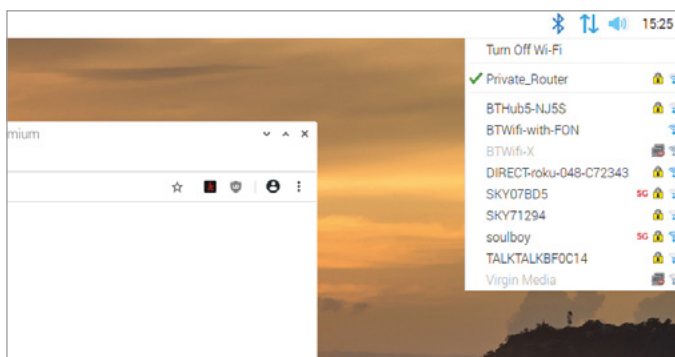 15:25
Turn Off Wi-Fi
Private_Router
BTHub5-NJ5S
BTWifi-with-FON
BTWifi-X
DIRECT-roku-048-C72343
SKY07BD5 5G
SKY71294
soulboy 5G
TALKTALKBF0C14
Virgin Media
mium